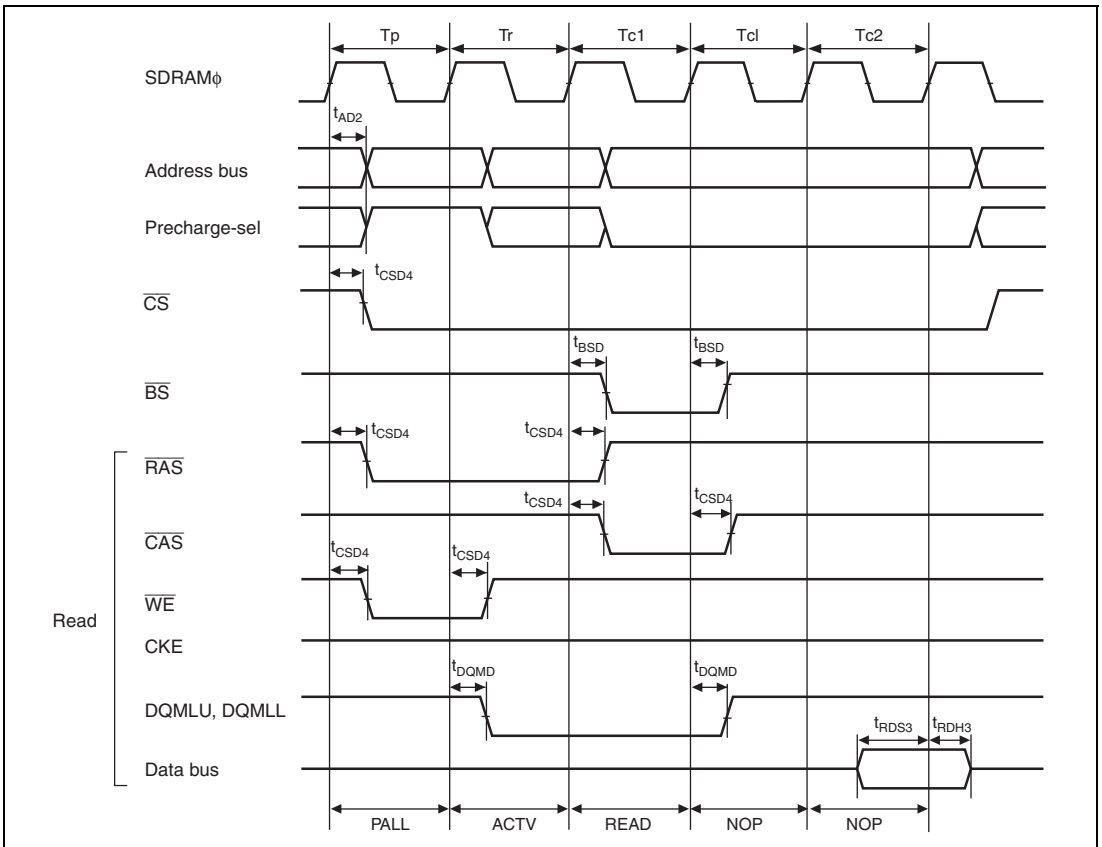 Tp Tr Tc1 Tcl Tc2
SDRAMϕ
tAD2
Address bus
Precharge-sel
tCSD4
CS
tBSD tBSD
BS
tCSD4 tCSD4
RAS
tCSD4 tCSD4
CAS
tCSD4 tCSD4
WE
Read
CKE
tDQMD tDQMD
DQMLU, DQMLL
tRDS3 tRDH3
Data bus
PALL ACTV READ NOP NOP